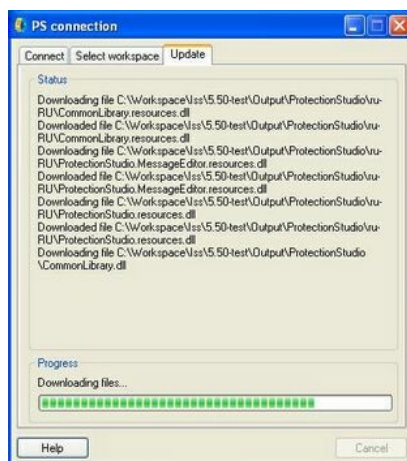 PS connection
Connect Select workspace Update
Status
Downloading file C:\Workspace\Iss\5.50-test\Output\ProtectionStudio\ru-
RU\CommonLibrary.resources.dll
Downloaded file C:\Workspace\Iss\5.50-test\Output\ProtectionStudio\ru-
RU\CommonLibrary.resources.dll
Downloading file C:\Workspace\Iss\5.50-test\Output\ProtectionStudio\ru-
RU\ProtectionStudio.MessageEditor.resources.dll
Downloaded file C:\Workspace\Iss\5.50-test\Output\ProtectionStudio\ru-
RU\ProtectionStudio.MessageEditor.resources.dll
Downloading file C:\Workspace\Iss\5.50-test\Output\ProtectionStudio\ru-
RU\ProtectionStudio.resources.dll
Downloaded file C:\Workspace\Iss\5.50-test\Output\ProtectionStudio\ru-
RU\ProtectionStudio.resources.dll
Downloading file C:\Workspace\Iss\5.50-test\Output\ProtectionStudio
\CommonLibrary.dll
Progress
Downloading files...
Help Cancel